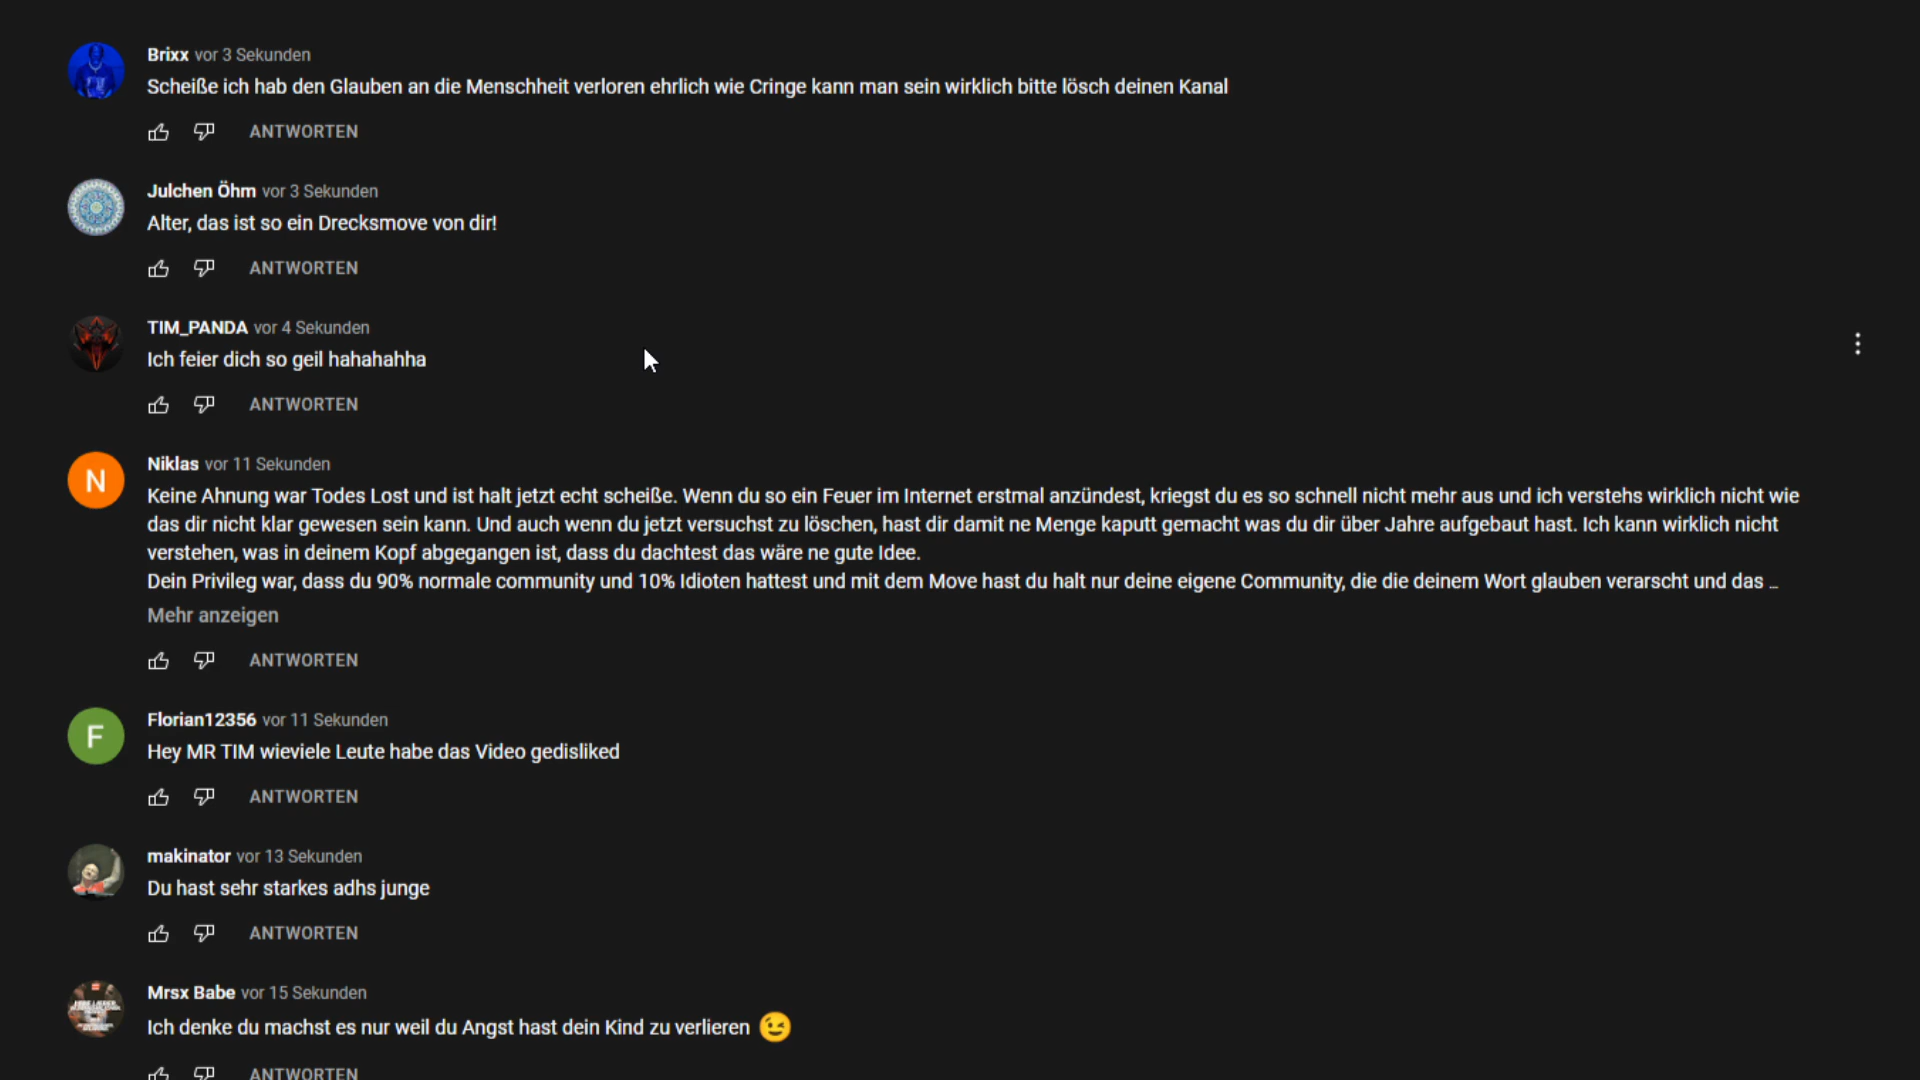 Brixx vor 3 Sekunden
Scheiße ich hab den Glauben an die Menschheit verloren ehrlich wie Cringe kann man sein wirklich bitte lösch deinen Kanal
ANTWORTEN
Julchen Öhm vor 3 Sekunden
Alter, das ist so ein Drecksmove von dir!
ANTWORTEN
TIM_PANDA vor 4 Sekunden
Ich feier dich so geil hahahahha
ANTWORTEN
N
Niklas vor 11 Sekunden
Keine Ahnung war Todes Lost und ist halt jetzt echt scheiße. Wenn du so ein Feuer im Internet erstmal anzündest, kriegst du es so schnell nicht mehr aus und ich verstehs wirklich nicht wie
das dir nicht klar gewesen sein kann. Und auch wenn du jetzt versuchst zu löschen, hast dir damit ne Menge kaputt gemacht was du dir über Jahre aufgebaut hast. Ich kann wirklich nicht
verstehen, was in deinem Kopf abgegangen ist, dass du dachtest das wäre ne gute Idee.
Dein Privileg war, dass du 90% normale community und 10% Idioten hattest und mit dem Move hast du halt nur deine eigene Community, die die deinem Wort glauben verarscht und das …
Mehr anzeigen
ANTWORTEN
F
Florian12356 vor 11 Sekunden
Hey MR TIM wieviele Leute habe das Video gedisliked
ANTWORTEN
makinator vor 13 Sekunden
Du hast sehr starkes adhs junge
ANTWORTEN
Mrsx Babe vor 15 Sekunden
Ich denke du machst es nur weil du Angst hast dein Kind zu verlieren 😉
ANTWORTEN